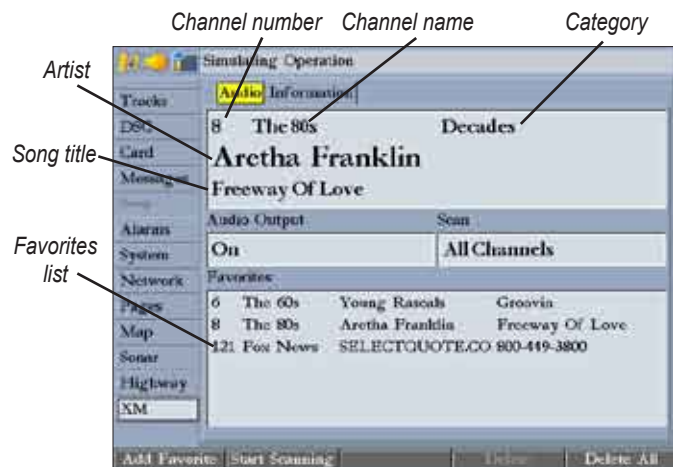 Channel number Channel name Category
Artist
Song title
Favorites
list
Simulating Operation
Audio Information
Tracks
DSC
Card
Messages
Alarms
System
Network
Pages
Map
Sonar
Highway
XM
8 The 80s Decades
Aretha Franklin
Freeway Of Love
Audio Output Scan
On All Channels
Favorites
6 The 60s Young Rascals Groovin
8 The 80s Aretha Franklin Freeway Of Love
121 Fox News SELECTQUOTE.CO 800-449-3800
Add Favorite Start Scanning Delete Delete All